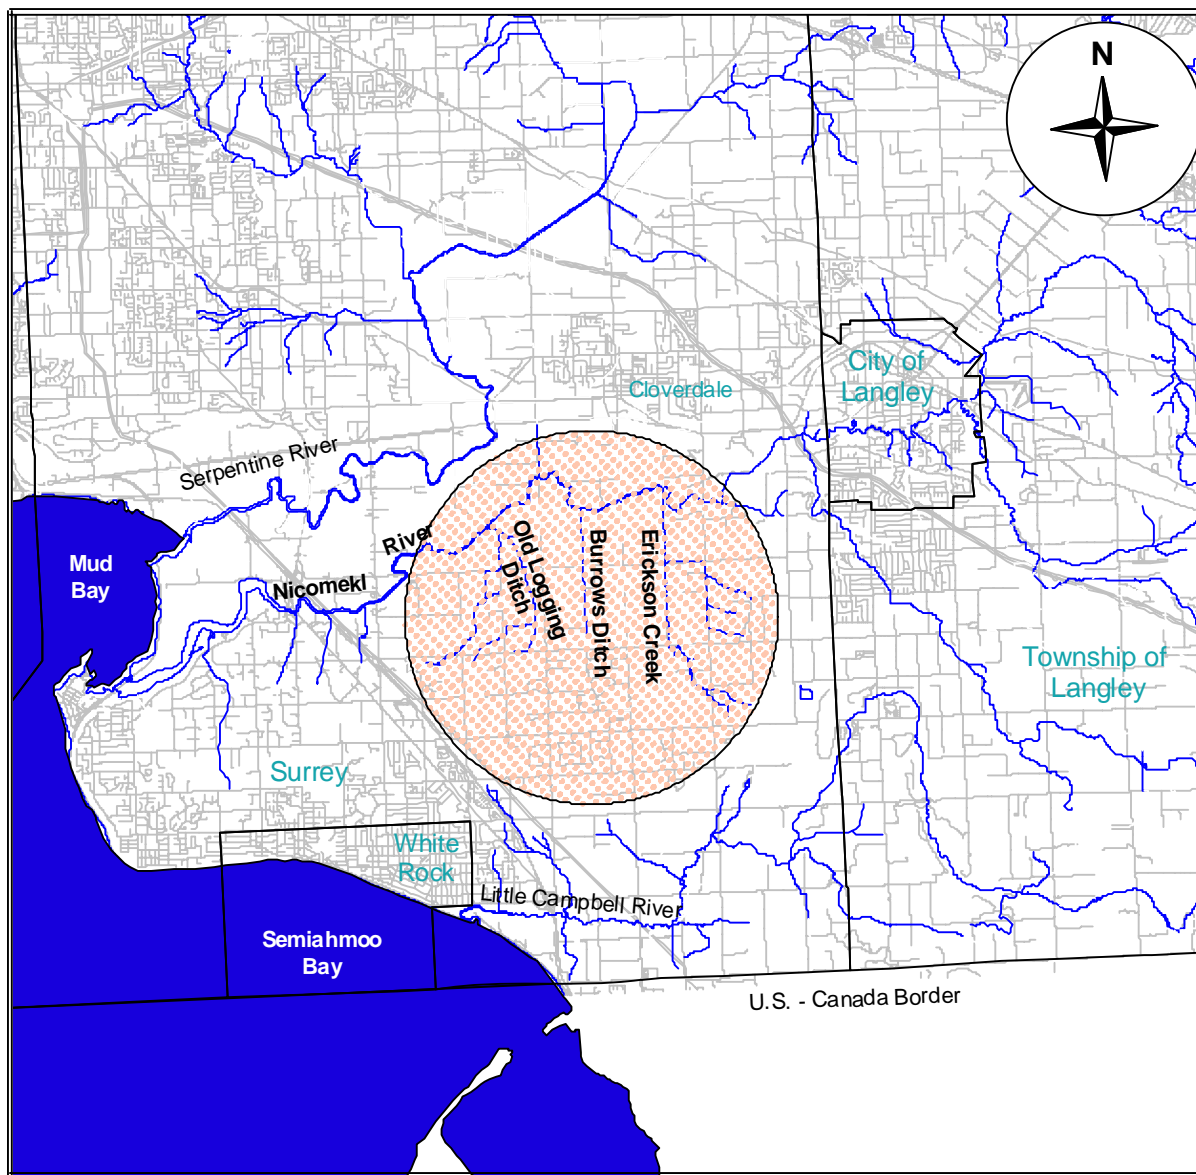 N
City of
Langley
Cloverdale
Serpentine River
River
Nicomekl
Mud
Bay
Old Logging
Ditch
Burrows Ditch
Erickson Creek
Township of
Langley
Surrey
White
Rock
Little Campbell River
Semiahmoo
Bay
U.S. - Canada Border